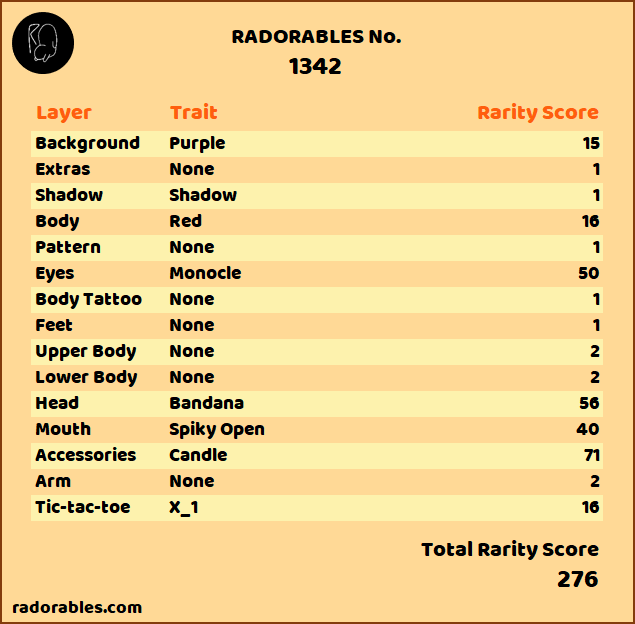 RADORABLES No.
1342
Layer Trait Rarity Score
Background Purple 15
Extras None 1
Shadow Shadow 1
Body Red 16
Pattern None 1
Eyes Monocle 50
Body Tattoo None 1
Feet None 1
Upper Body None 2
Lower Body None 2
Head Bandana 56
Mouth Spiky Open 40
Accessories Candle 71
Arm None 2
Tic-tac-toe X_1 16
Total Rarity Score
276
radorables.com